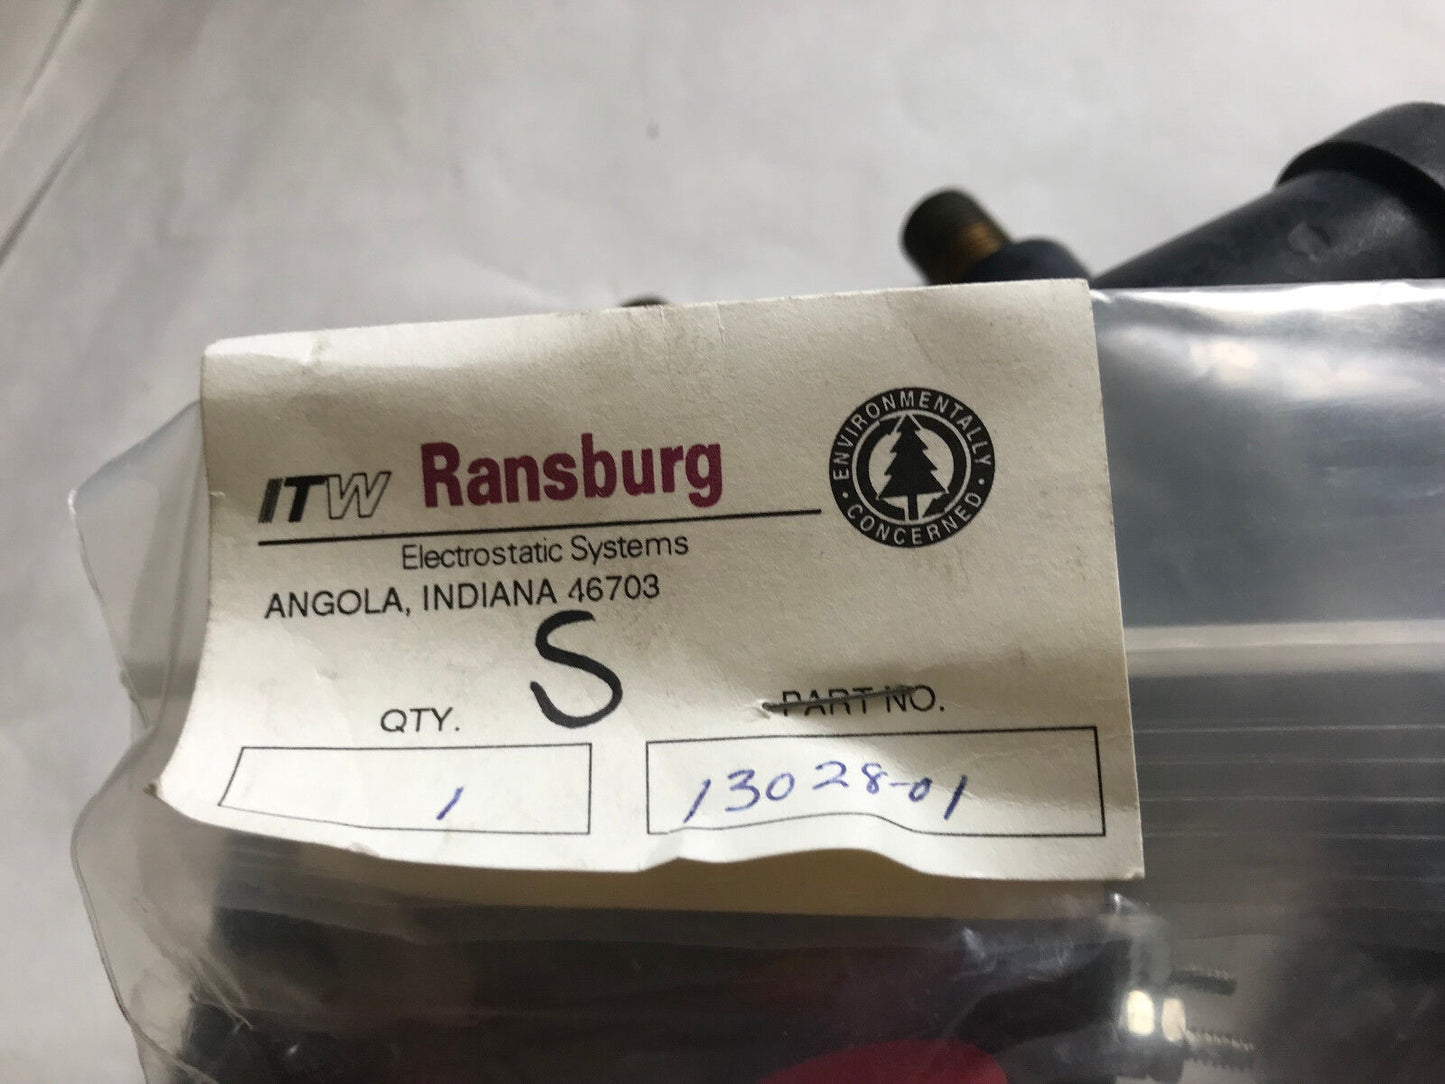 ITW Ransburg
ENVIRONMENTALLY
· CONCERNED ·
Electrostatic Systems
ANGOLA, INDIANA 46703
S
QTY. PART NO.
1 13028-01